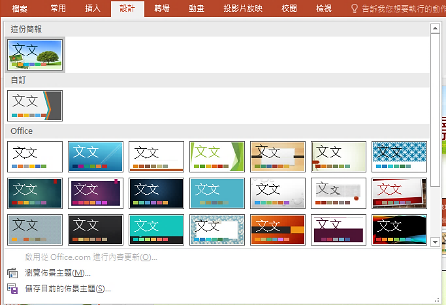 檔案 常用 插入 設計 轉場 動畫 投影片放映 校閱 檢視 告訴我您想要執行的動作
這份簡報
文文
自訂
文文
Office
文文 文文 文文 文文 文文 文文 文文
文文 文文 文文 文文 文文 文文 文文
文文 文文 文文 文文 文文 文文 文文
啟用從 Office.com 進行內容更新(O)...
瀏覽佈景主題(M)...
儲存目前的佈景主題(S)...